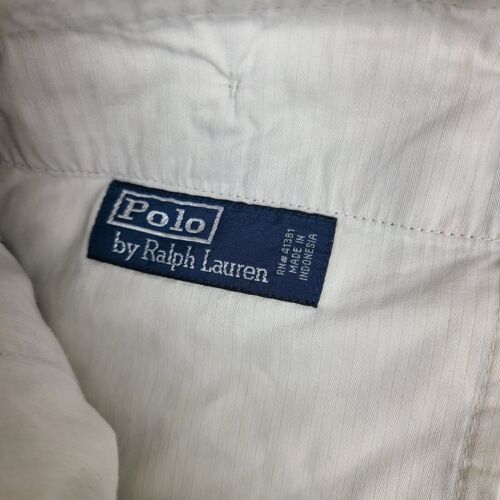 Polo
by Ralph Lauren
RN# 41381
MADE IN
INDONESIA